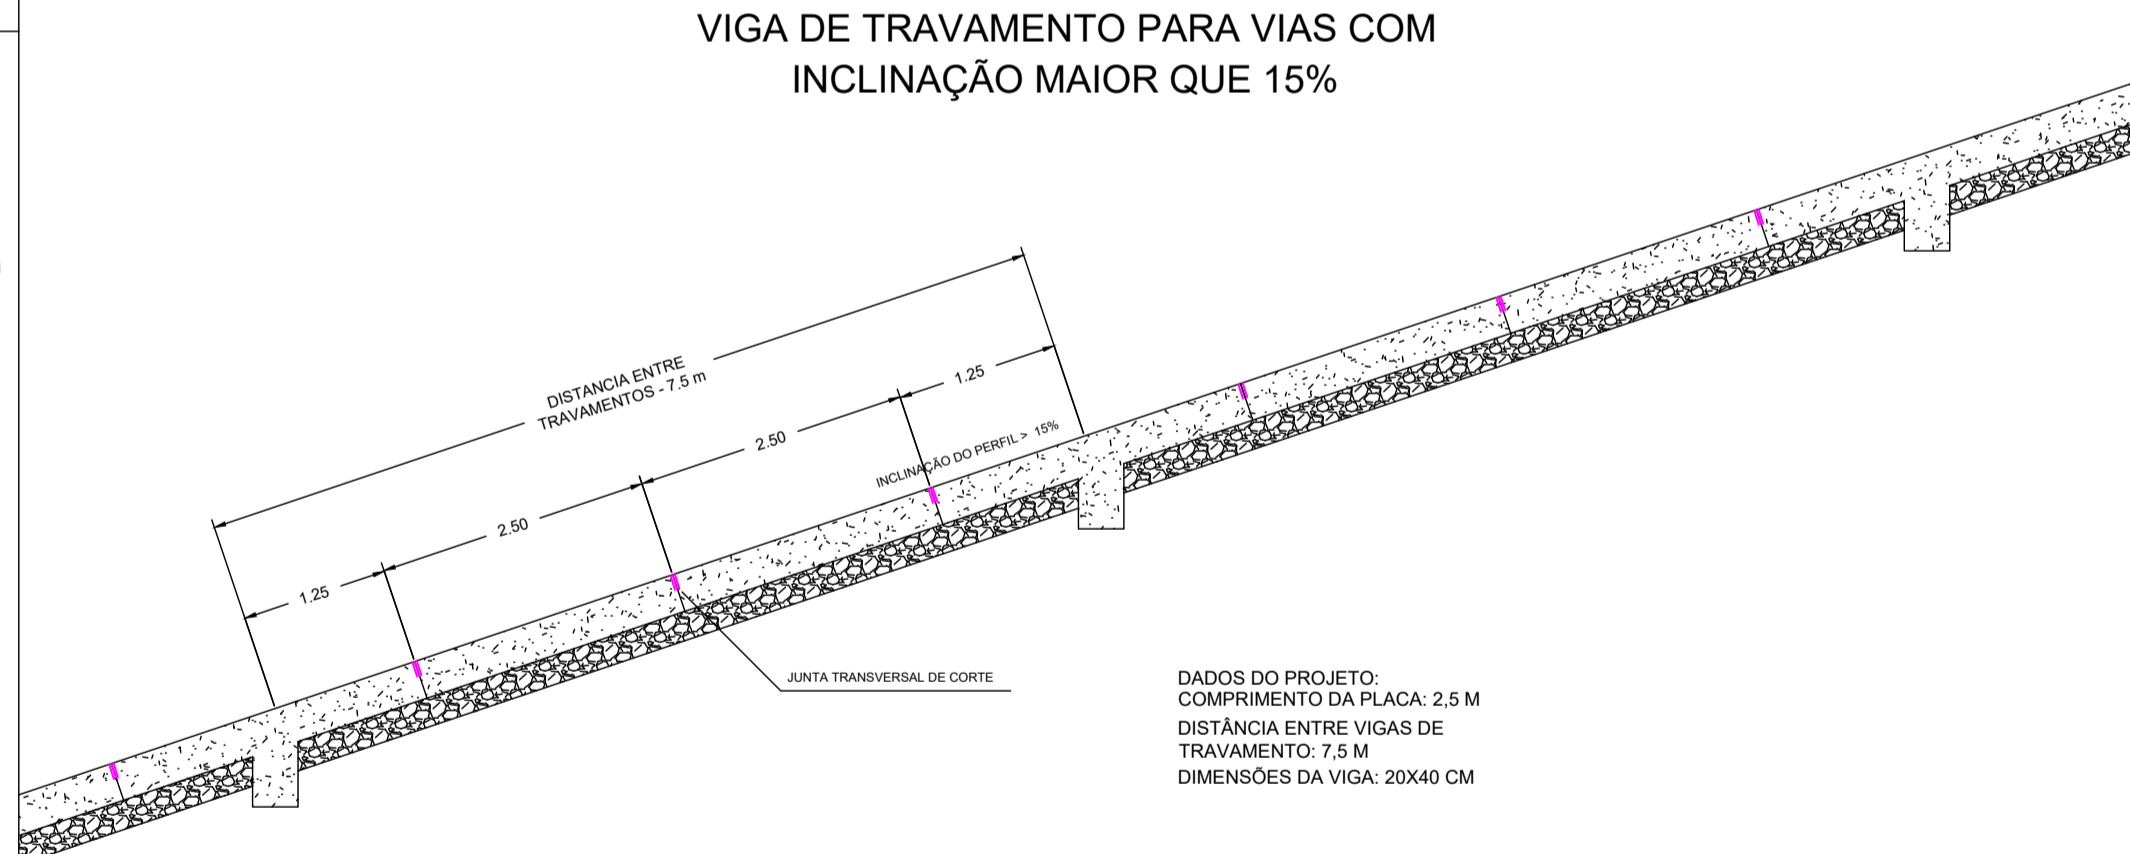 VIGA DE TRAVAMENTO PARA VIAS COM
INCLINAÇÃO MAIOR QUE 15%
DISTANCIA ENTRE
TRAVAMENTOS - 7.5 m
1.25
2.50
2.50
1.25
INCLINAÇÃO DO PERFIL > 15%
JUNTA TRANSVERSAL DE CORTE
DADOS DO PROJETO:
COMPRIMENTO DA PLACA: 2,5 M
DISTÂNCIA ENTRE VIGAS DE
TRAVAMENTO: 7,5 M
DIMENSÕES DA VIGA: 20X40 CM